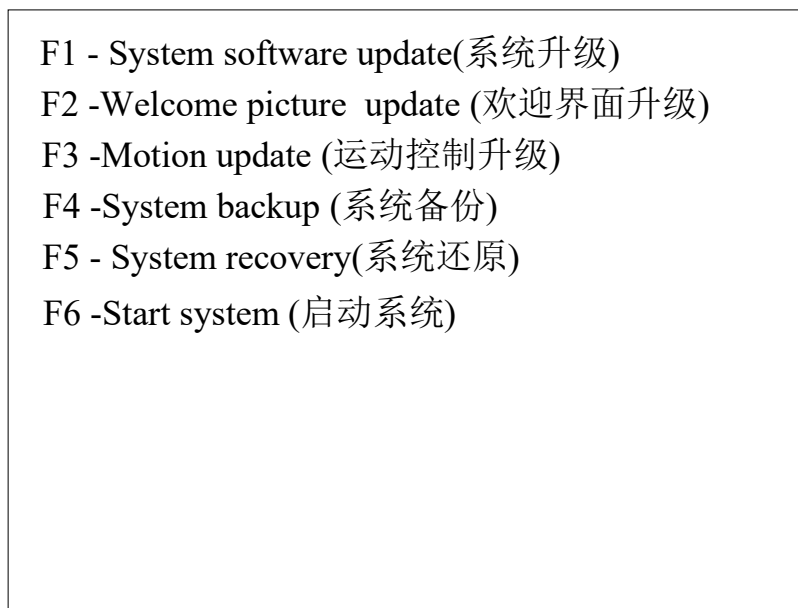 F1 - System software update(系统升级)
F2 -Welcome picture  update (欢迎界面升级)
F3 -Motion update (运动控制升级)
F4 -System backup (系统备份)
F5 - System recovery(系统还原)
F6 -Start system (启动系统)